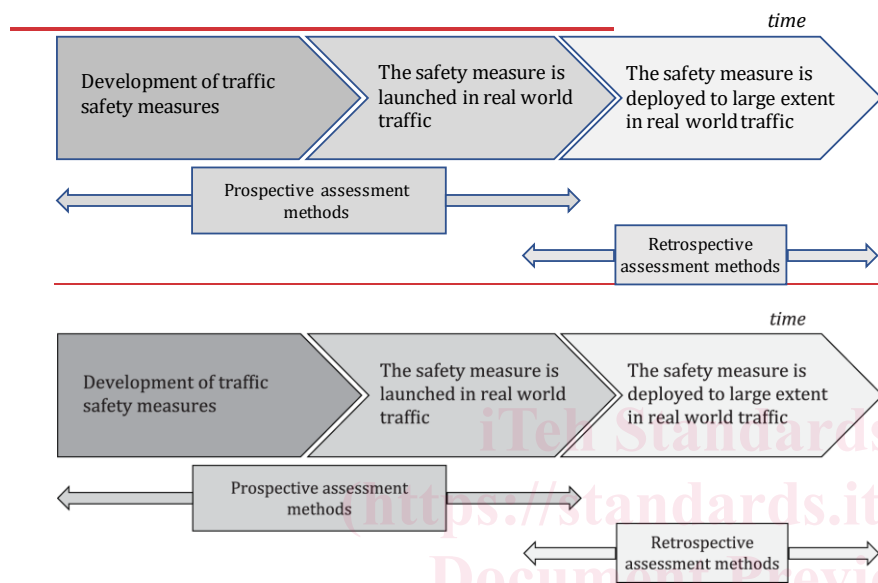 time
Development of traffic
safety measures
The safety measure is
launched in real world
traffic
The safety measure is
deployed to large extent
in real world traffic
Prospective assessment
methods
Retrospective
assessment methods
time
Development of traffic
safety measures
The safety measure is
launched in real world
traffic
The safety measure is
deployed to large extent
in real world traffic
iTeh Standards
Prospective assessment
methods
(https://standards.it
Retrospective
assessment methods
Document Previe